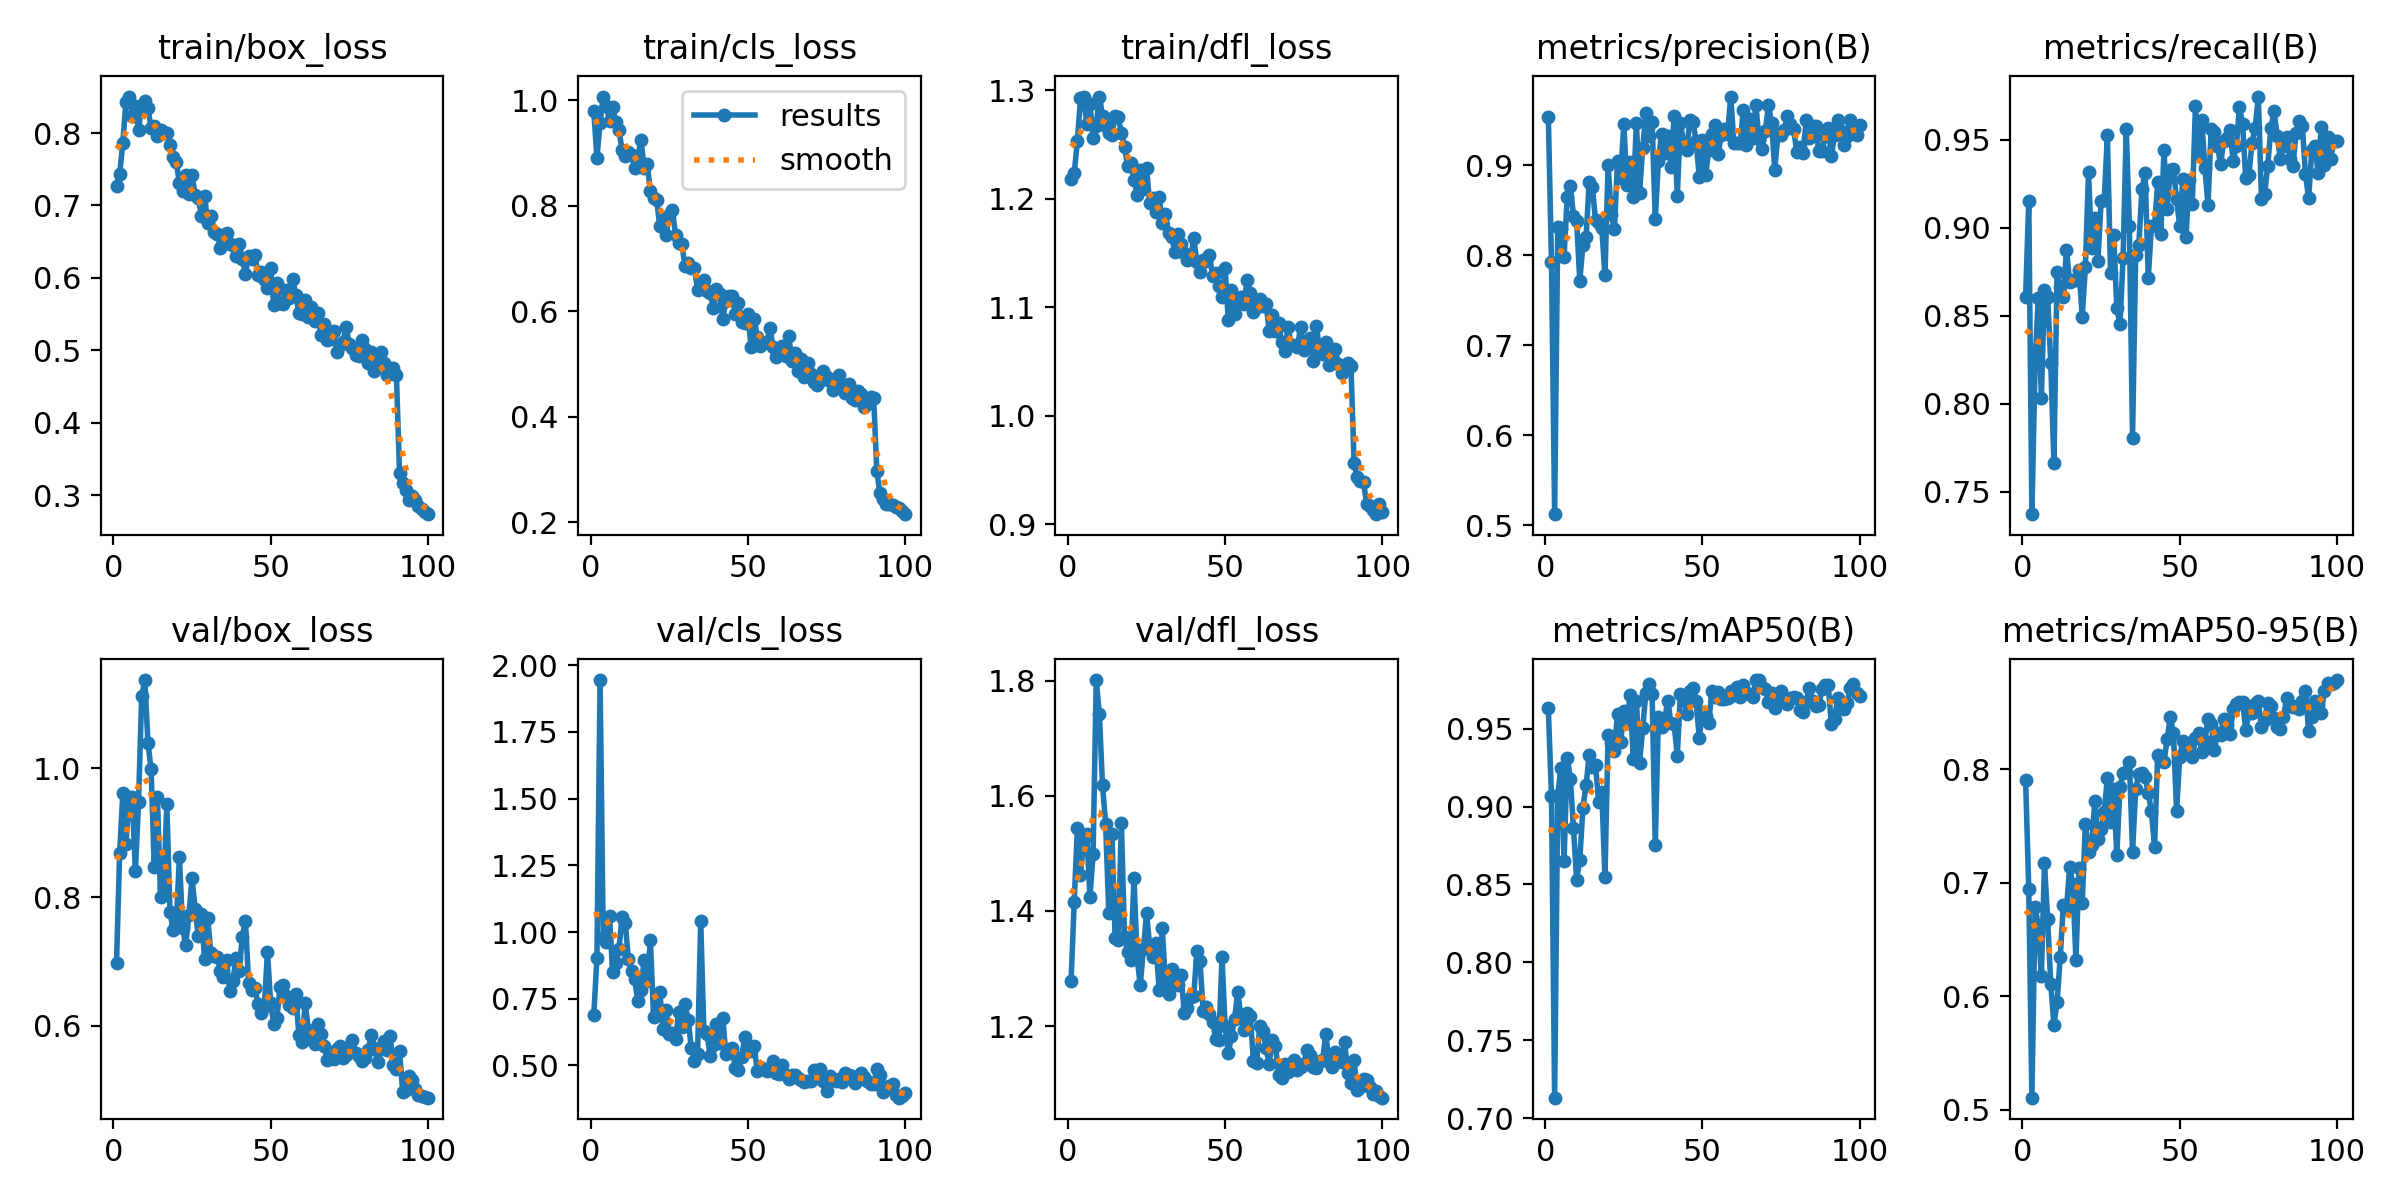 train/box_loss
0.8
0.7
0.6
0.5
0.4
0.3
0 50 100
train/cls_loss
results
smooth
1.0
0.8
0.6
0.4
0.2
0 50 100
train/dfl_loss
1.3
1.2
1.1
1.0
0.9
0 50 100
metrics/precision(B)
0.9
0.8
0.7
0.6
0.5
0 50 100
metrics/recall(B)
0.95
0.90
0.85
0.80
0.75
0 50 100
val/box_loss
1.0
0.8
0.6
0 50 100
val/cls_loss
2.00
1.75
1.50
1.25
1.00
0.75
0.50
0 50 100
val/dfl_loss
1.8
1.6
1.4
1.2
0 50 100
metrics/mAP50(B)
0.95
0.90
0.85
0.80
0.75
0.70
0 50 100
metrics/mAP50-95(B)
0.8
0.7
0.6
0.5
0 50 100